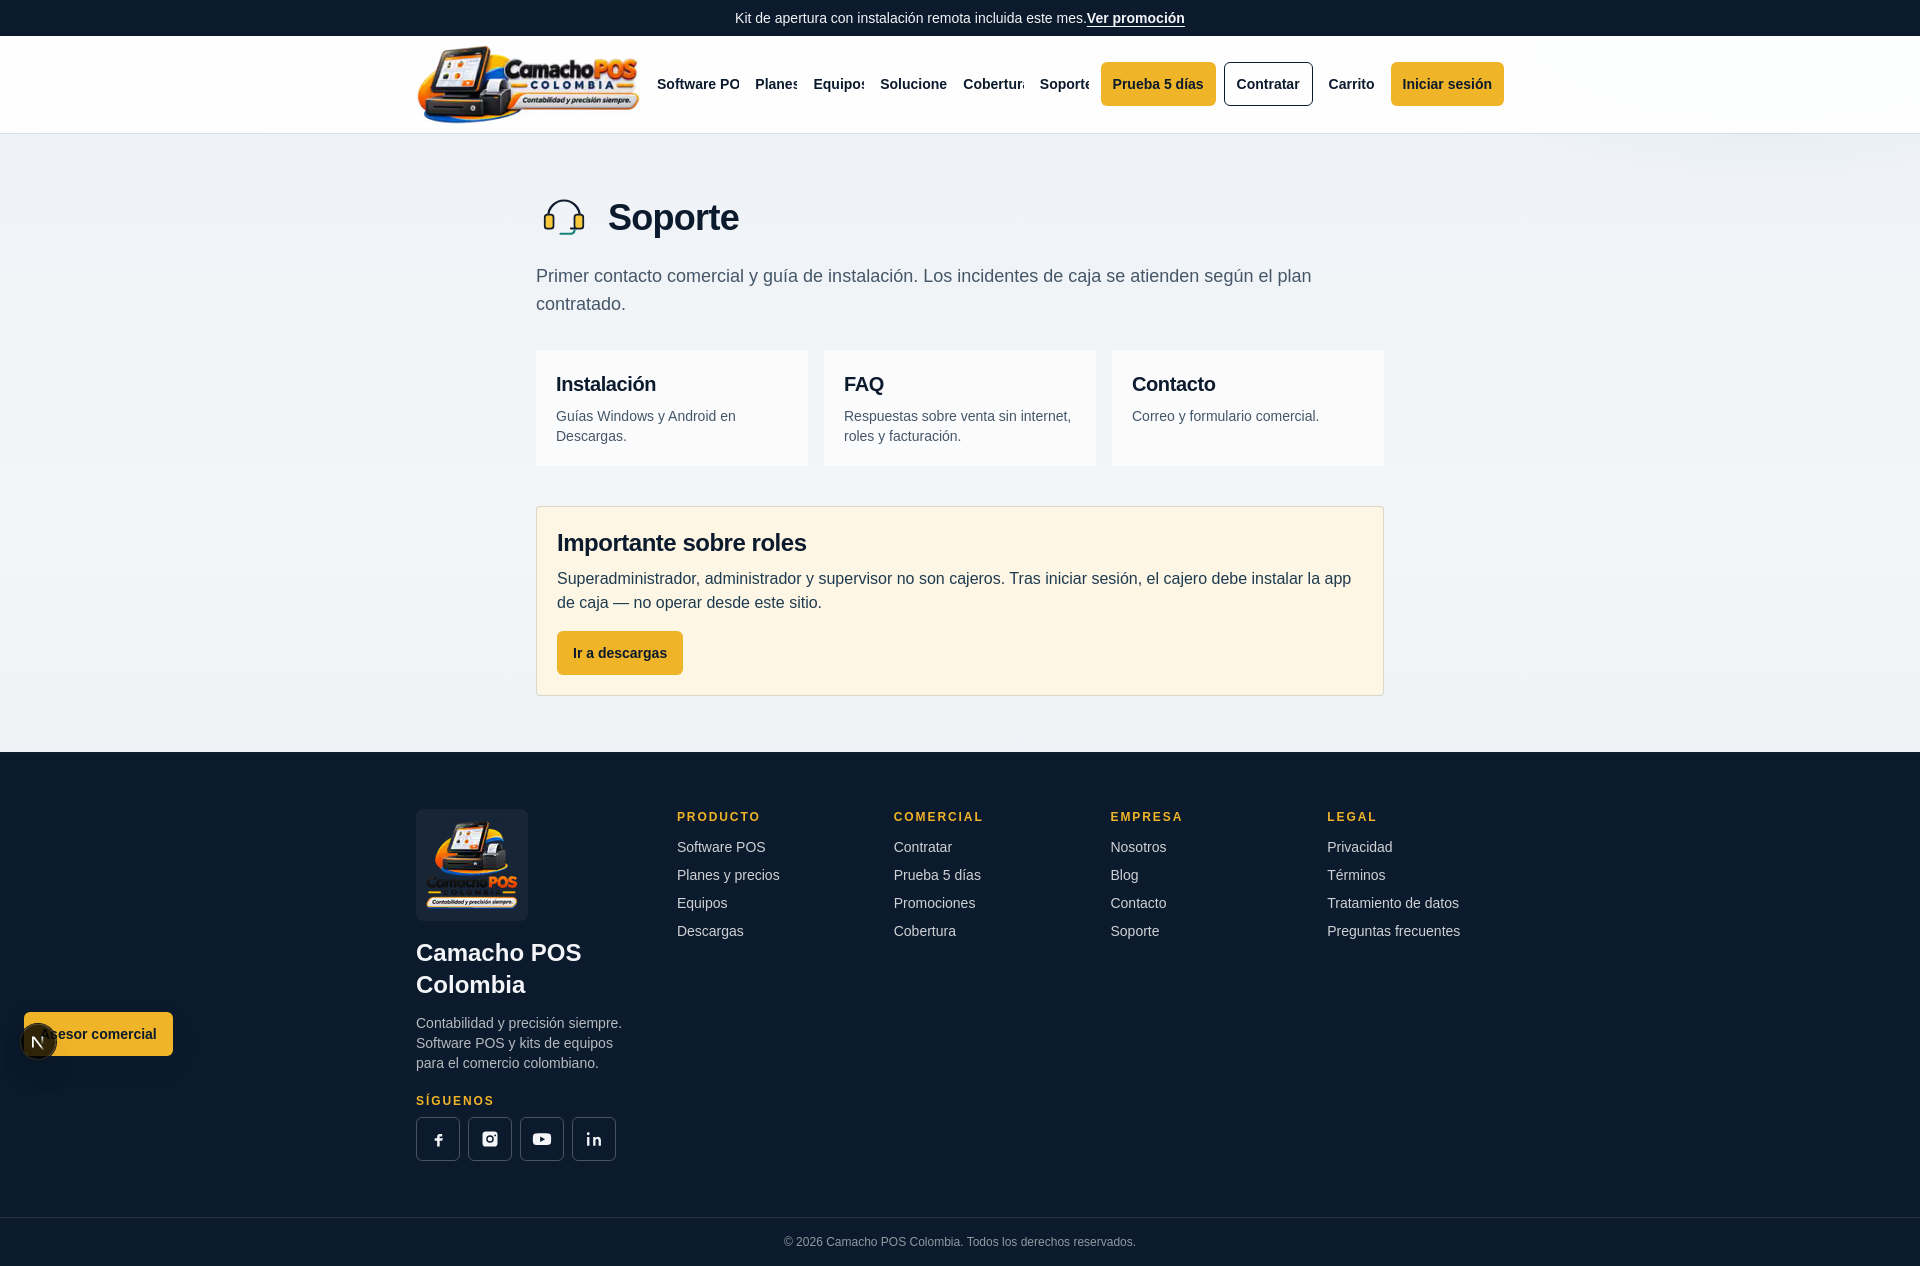 Kit de apertura con instalación remota incluida este mes.Ver promoción
CamachoPOS
COLOMBIA
Contabilidad y precisión siempre.
Software PO Planes Equipos Solucione Cobertura Soporte Prueba 5 días Contratar Carrito Iniciar sesión
Soporte
Primer contacto comercial y guía de instalación. Los incidentes de caja se atienden según el plan
contratado.
Instalación
Guías Windows y Android en
Descargas.
FAQ
Respuestas sobre venta sin internet,
roles y facturación.
Contacto
Correo y formulario comercial.
Importante sobre roles
Superadministrador, administrador y supervisor no son cajeros. Tras iniciar sesión, el cajero debe instalar la app
de caja — no operar desde este sitio.
Ir a descargas
CamachoPOS
COLOMBIA
Contabilidad y precisión siempre.
Camacho POS
Colombia
Contabilidad y precisión siempre.
Software POS y kits de equipos
para el comercio colombiano.
SÍGUENOS
PRODUCTO
Software POS
Planes y precios
Equipos
Descargas
COMERCIAL
Contratar
Prueba 5 días
Promociones
Cobertura
EMPRESA
Nosotros
Blog
Contacto
Soporte
LEGAL
Privacidad
Términos
Tratamiento de datos
Preguntas frecuentes
Asesor comercial
© 2026 Camacho POS Colombia. Todos los derechos reservados.